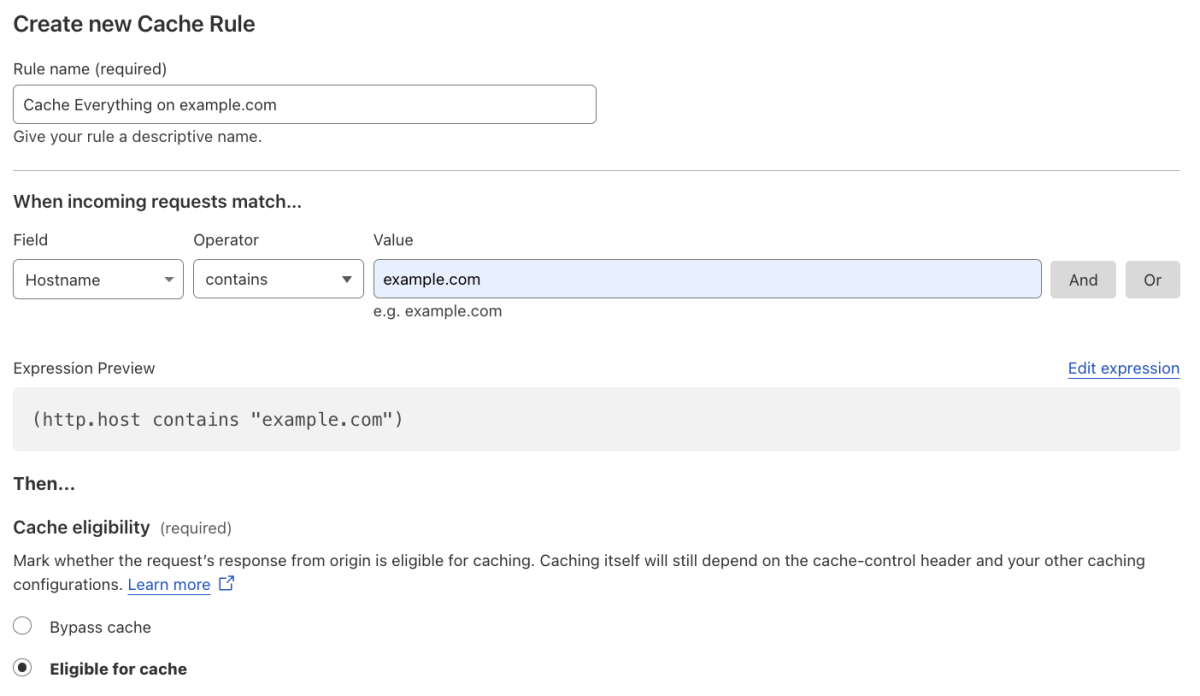 Create new Cache Rule
Rule name (required)
Cache Everything on example.com
Give your rule a descriptive name.
When incoming requests match...
Field Operator Value
Hostname contains example.com And Or
e.g. example.com
Expression Preview Edit expression
(http.host contains "example.com")
Then...
Cache eligibility (required)
Mark whether the request's response from origin is eligible for caching. Caching itself will still depend on the cache-control header and your other caching
configurations. Learn more
Bypass cache
Eligible for cache